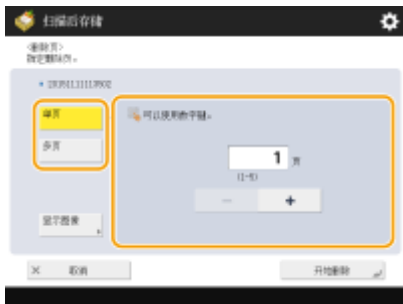 扫描后存储
<删除页>
指定删除页。
单页
可以使用数字键。
多页
1 页
(1-6)
− +
显示图像
× 取消
开始删除